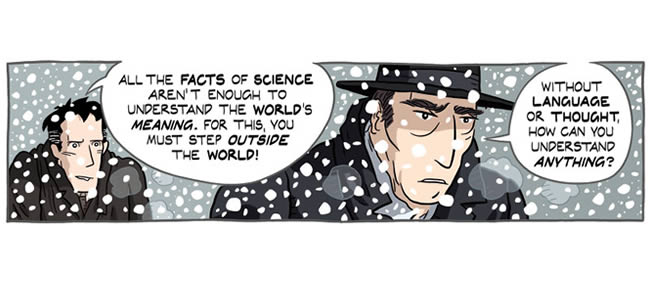 ALL THE FACTS OF SCIENCE
AREN'T ENOUGH TO
UNDERSTAND THE WORLD'S
MEANING. FOR THIS, YOU
MUST STEP OUTSIDE
THE WORLD!
WITHOUT
LANGUAGE
OR THOUGHT,
HOW CAN YOU
UNDERSTAND
ANYTHING?